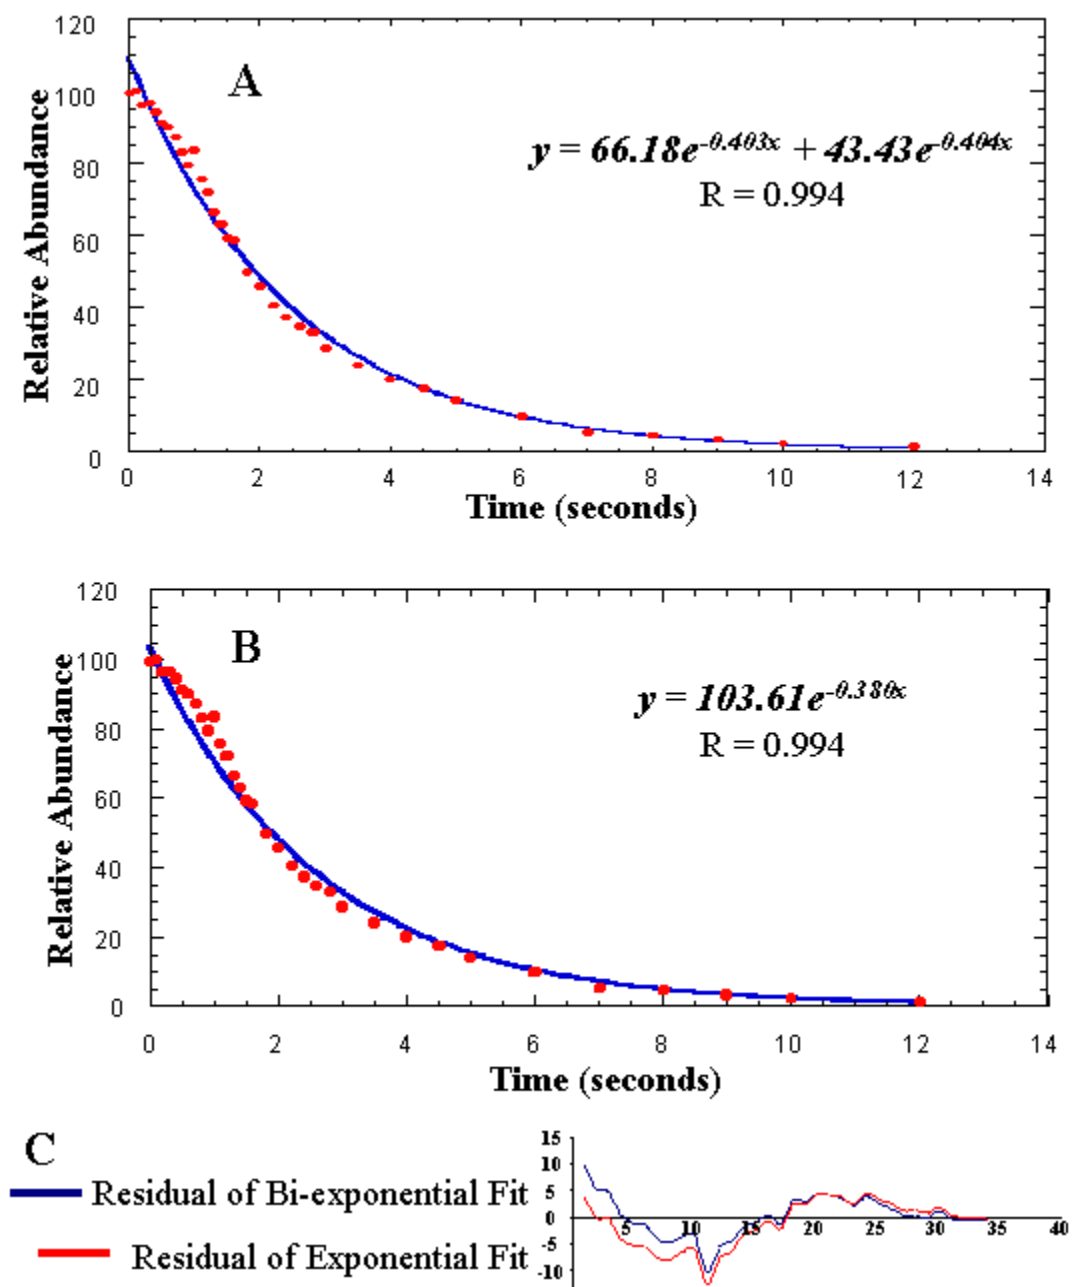 120
A
100
y = 66.18e^-0.403x + 43.43e^-0.404x
R = 0.994
80
60
40
20
0
Relative Abundance
0 2 4 6 8 10 12 14
Time (seconds)
120
B
100
y = 103.61e^-0.380x
R = 0.994
80
60
40
20
0
Relative Abundance
0 2 4 6 8 10 12 14
Time (seconds)
C
Residual of Bi-exponential Fit
Residual of Exponential Fit
15
10
5
0
-5
-10
5 10 15 20 25 30 35 40